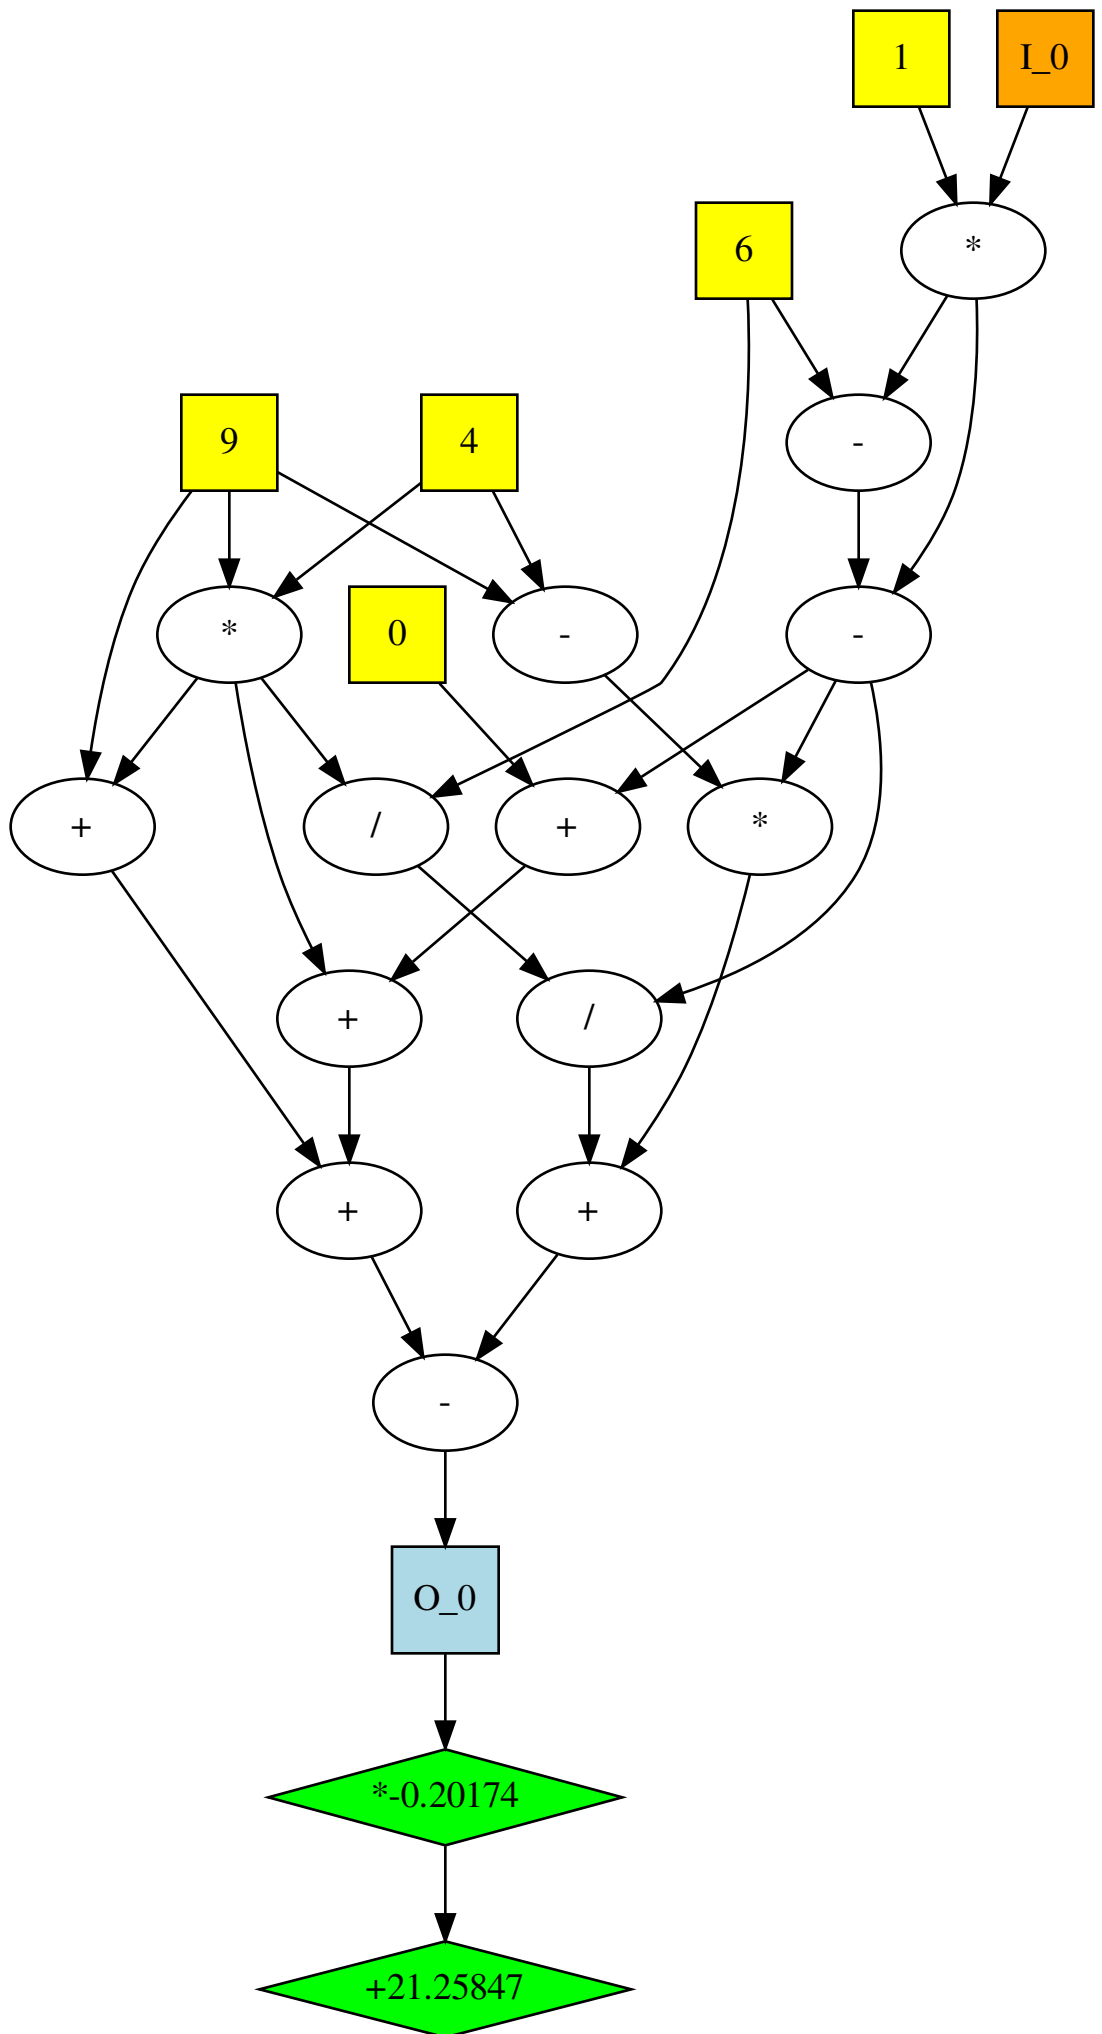 1 I_0
6 *
9 4 -
* 0 - -
+ / + *
+ /
+ +
-
O_0
*-0.20174
+21.25847